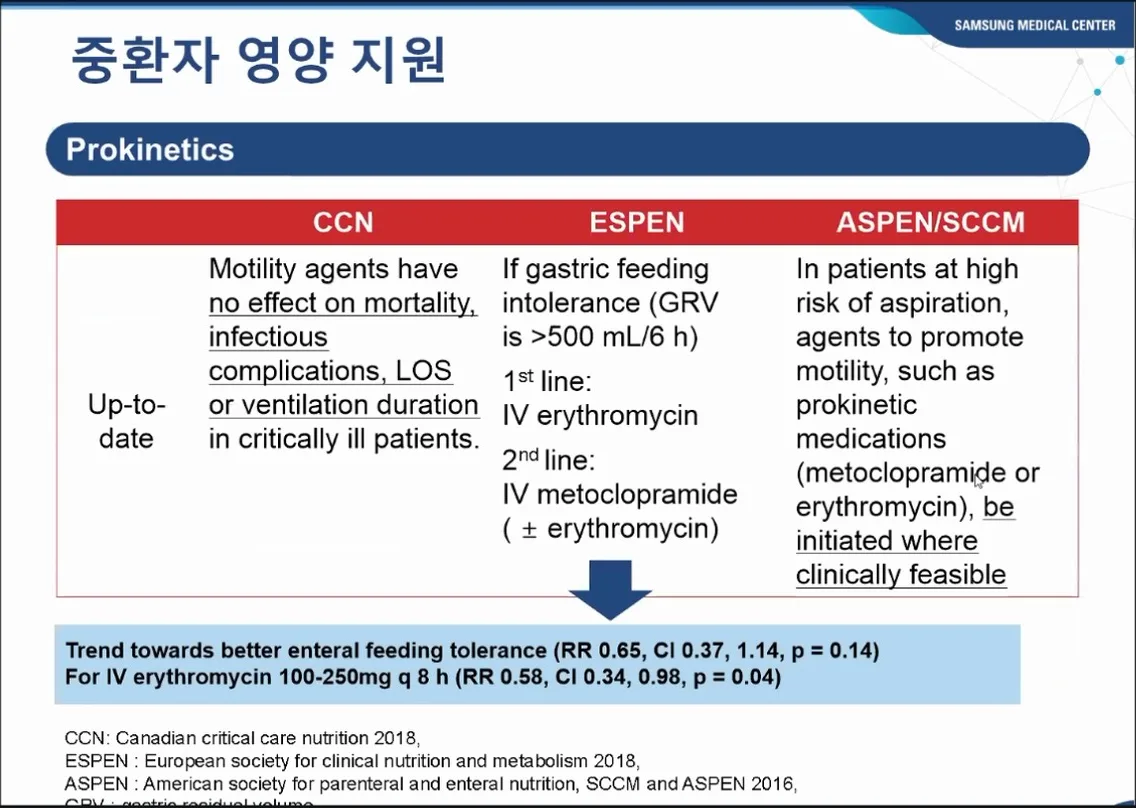 SAMSUNG MEDICAL CENTER
중환자 영양 지원
Prokinetics
CCN
ESPEN
ASPEN/SCCM
Up-to-
date
Motility agents have
no effect on mortality,
infectious
complications, LOS
or ventilation duration
in critically ill patients.
If gastric feeding
intolerance (GRV
is >500 mL/6 h)
1st line:
IV erythromycin
2nd line:
IV metoclopramide
( ± erythromycin)
In patients at high
risk of aspiration,
agents to promote
motility, such as
prokinetic
medications
(metoclopramide or
erythromycin), be
initiated where
clinically feasible
Trend towards better enteral feeding tolerance (RR 0.65, CI 0.37, 1.14, p = 0.14)
For IV erythromycin 100-250mg q 8 h (RR 0.58, CI 0.34, 0.98, p = 0.04)
CCN: Canadian critical care nutrition 2018,
ESPEN : European society for clinical nutrition and metabolism 2018,
ASPEN : American society for parenteral and enteral nutrition, SCCM and ASPEN 2016,
GRV : gastric residual volume